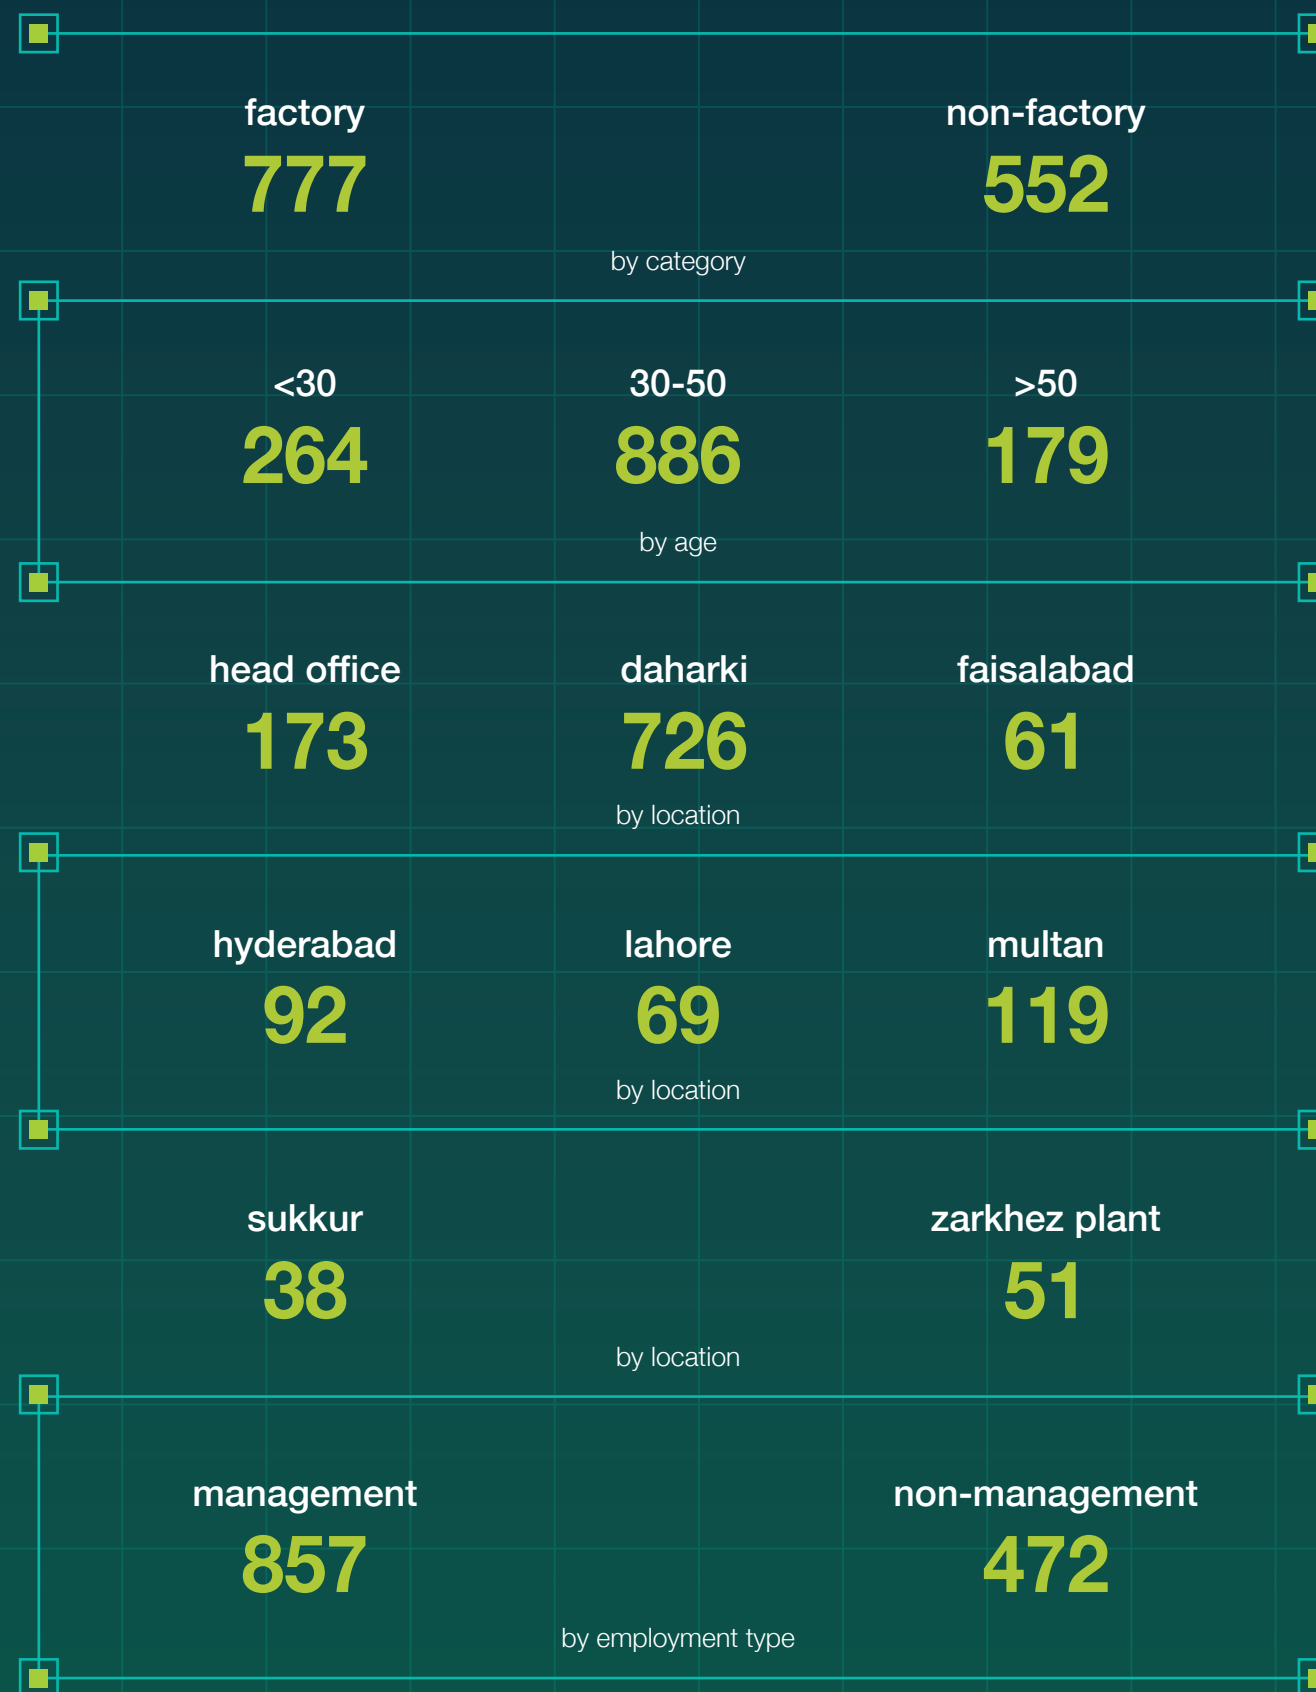 factory non-factory
777 552
by category
<30 30-50 >50
264 886 179
by age
head office daharki faisalabad
173 726 61
by location
hyderabad lahore multan
92 69 119
by location
sukkur zarkhez plant
38 51
by location
management non-management
857 472
by employment type